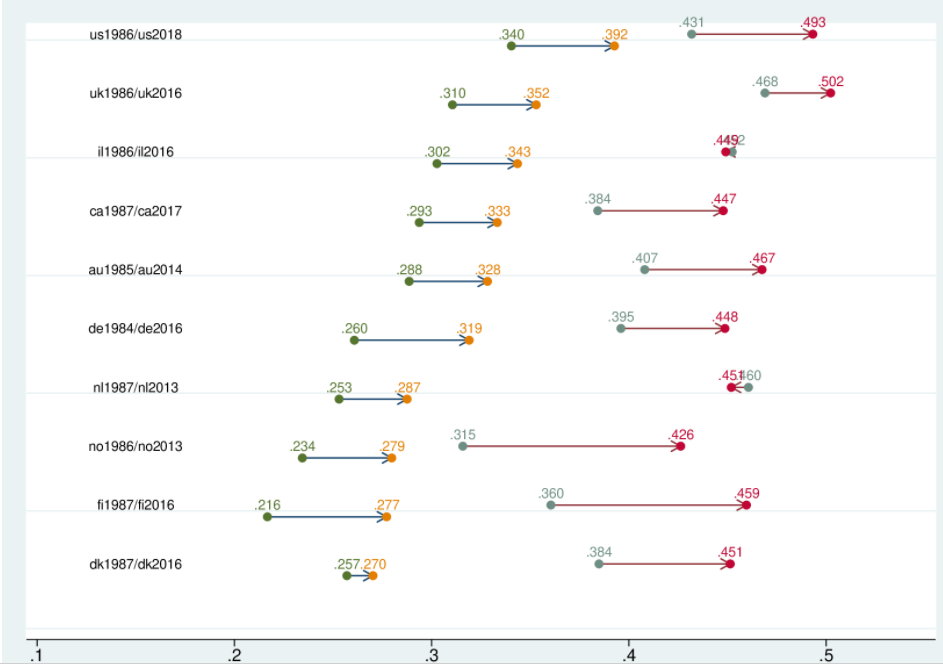 us1986/us2018 .340 .392 .431 .493
uk1986/uk2016 .310 .352 .468 .502
il1986/il2016 .302 .343 .449 .452
ca1987/ca2017 .293 .333 .384 .447
au1985/au2014 .288 .328 .407 .467
de1984/de2016 .260 .319 .395 .448
nl1987/nl2013 .253 .287 .451 .460
no1986/no2013 .234 .279 .315 .426
fi1987/fi2016 .216 .277 .360 .459
dk1987/dk2016 .257 .270 .384 .451
.1 .2 .3 .4 .5